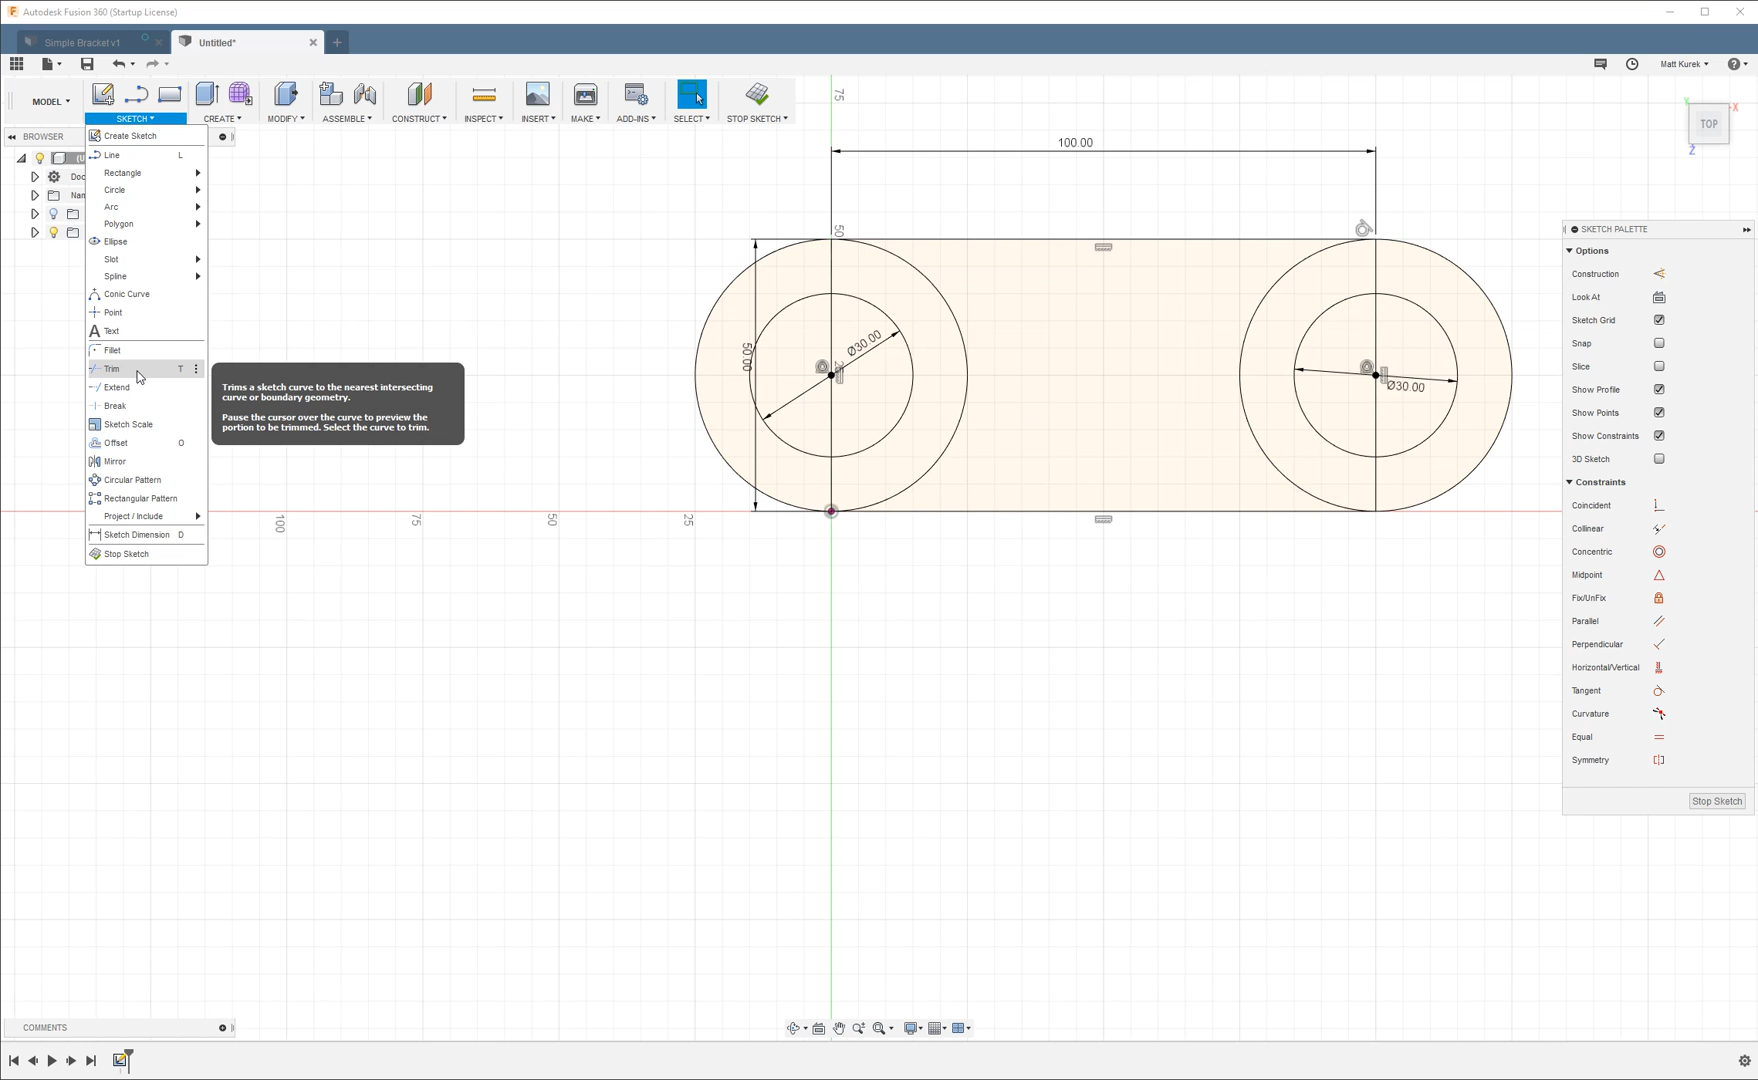 Autodesk Fusion 360 (Startup License)
Simple Bracket v1
Untitled*
Matt Kurek
MODEL
SKETCH
CREATE
MODIFY
ASSEMBLE
CONSTRUCT
INSPECT
INSERT
MAKE
ADD-INS
SELECT
STOP SKETCH
BROWSER
(U
Doc
Nam
Create Sketch
Line L
Rectangle
Circle
Arc
Polygon
Ellipse
Slot
Spline
Conic Curve
Point
Text
Fillet
Trim T
Extend
Break
Sketch Scale
Offset O
Mirror
Circular Pattern
Rectangular Pattern
Project / Include
Sketch Dimension D
Stop Sketch
Trims a sketch curve to the nearest intersecting
curve or boundary geometry.
Pause the cursor over the curve to preview the
portion to be trimmed. Select the curve to trim.
75
100.00
50
50.00
Ø30.00
Ø30.00
100
75
50
25
TOP
X
Y
Z
SKETCH PALETTE
Options
Construction
Look At
Sketch Grid
Snap
Slice
Show Profile
Show Points
Show Constraints
3D Sketch
Constraints
Coincident
Collinear
Concentric
Midpoint
Fix/UnFix
Parallel
Perpendicular
Horizontal/Vertical
Tangent
Curvature
Equal
Symmetry
Stop Sketch
COMMENTS